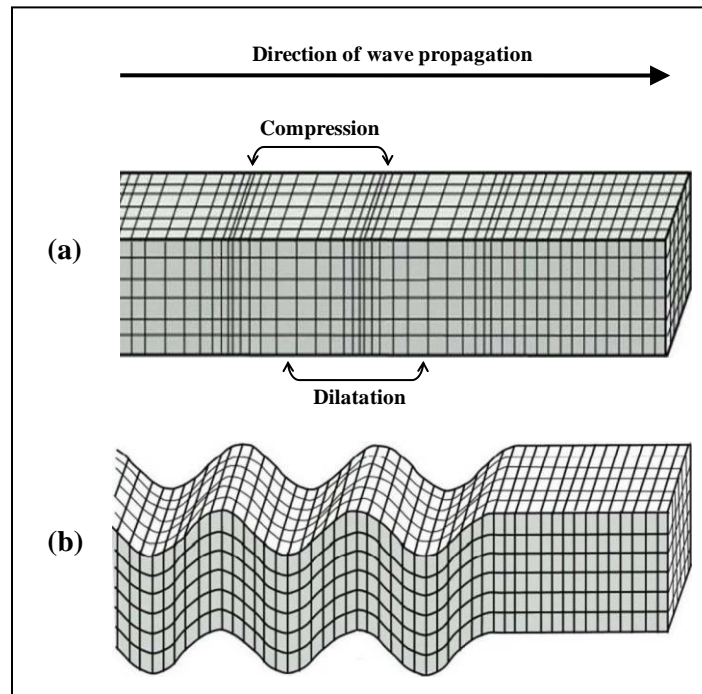 Direction of wave propagation
Compression
(a)
Dilatation
(b)